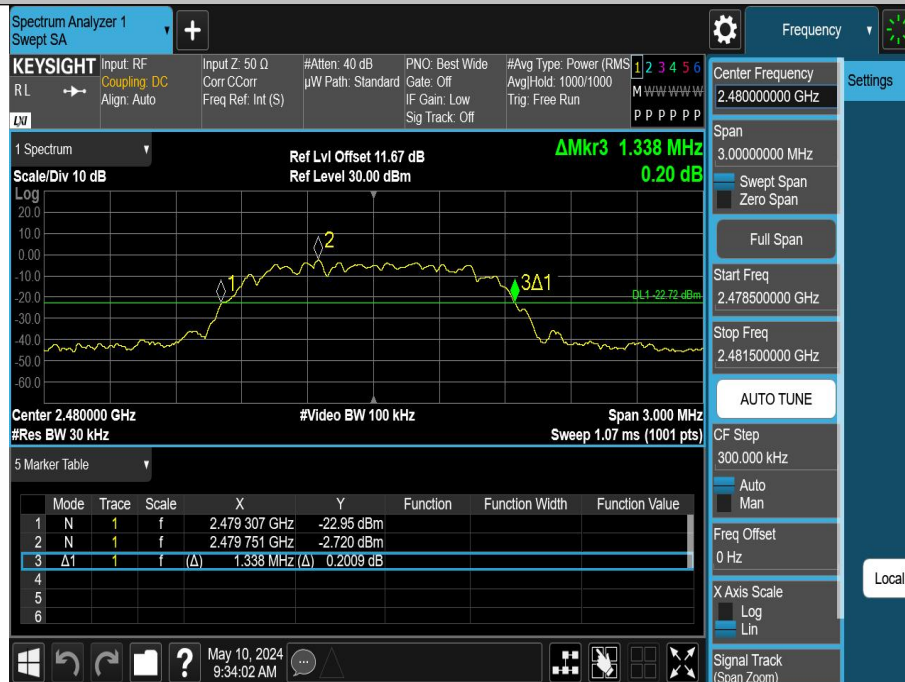 Spectrum Analyzer 1
Swept SA
+
Frequency
KEYSIGHT
RL
LXI
Input: RF
Coupling: DC
Align: Auto
Input Z: 50 Ω
Corr CCorr
Freq Ref: Int (S)
#Atten: 40 dB
µW Path: Standard
PNO: Best Wide
Gate: Off
IF Gain: Low
Sig Track: Off
#Avg Type: Power (RMS
Avg|Hold: 1000/1000
Trig: Free Run
1 2 3 4 5 6
M W W W W W
P P P P P P
1 Spectrum
Scale/Div 10 dB
Ref Lvl Offset 11.67 dB
Ref Level 30.00 dBm
ΔMkr3 1.338 MHz
0.20 dB
Log
20.0
10.0
0.00
-10.0
-20.0
-30.0
-40.0
-50.0
-60.0
1
2
3Δ1
DL1 -22.72 dBm
Center 2.480000 GHz
#Video BW 100 kHz
Span 3.000 MHz
#Res BW 30 kHz
Sweep 1.07 ms (1001 pts)
5 Marker Table
Mode Trace Scale X Y Function Function Width Function Value
1 N 1 f 2.479 307 GHz -22.95 dBm
2 N 1 f 2.479 751 GHz -2.720 dBm
3 Δ1 1 f (Δ) 1.338 MHz (Δ) 0.2009 dB
4
5
6
?
May 10, 2024
9:34:02 AM
Center Frequency
2.480000000 GHz
Settings
Span
3.00000000 MHz
Swept Span
Zero Span
Full Span
Start Freq
2.478500000 GHz
Stop Freq
2.481500000 GHz
AUTO TUNE
CF Step
300.000 kHz
Auto
Man
Freq Offset
0 Hz
Local
X Axis Scale
Log
Lin
Signal Track
(Span Zoom)